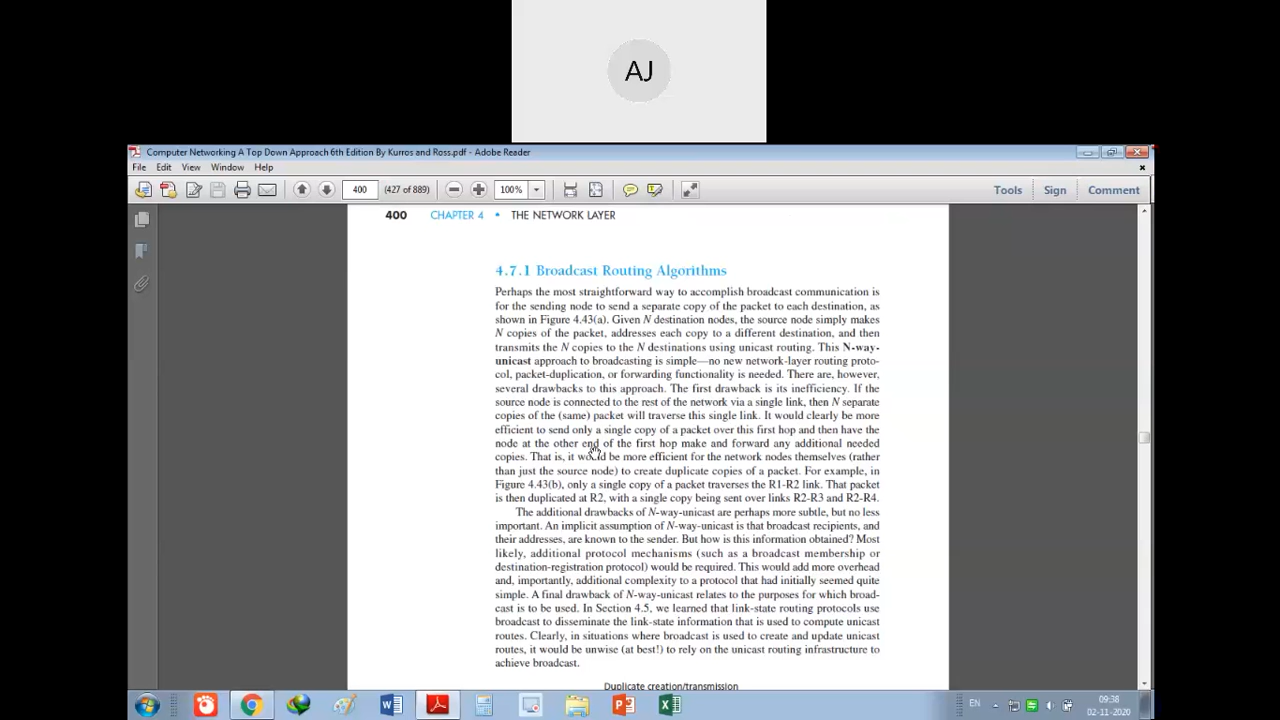 AJ
Computer Networking A Top Down Approach 6th Edition By Kurros and Ross.pdf - Adobe Reader
File Edit View Window Help
400 (427 of 889) 100% Tools Sign Comment
400 CHAPTER 4 • THE NETWORK LAYER
4.7.1 Broadcast Routing Algorithms
Perhaps the most straightforward way to accomplish broadcast communication is
for the sending node to send a separate copy of the packet to each destination, as
shown in Figure 4.43(a). Given N destination nodes, the source node simply makes
N copies of the packet, addresses each copy to a different destination, and then
transmits the N copies to the N destinations using unicast routing. This N-way-
unicast approach to broadcasting is simple—no new network-layer routing proto-
col, packet-duplication, or forwarding functionality is needed. There are, however,
several drawbacks to this approach. The first drawback is its inefficiency. If the
source node is connected to the rest of the network via a single link, then N separate
copies of the (same) packet will traverse this single link. It would clearly be more
efficient to send only a single copy of a packet over this first hop and then have the
node at the other end of the first hop make and forward any additional needed
copies. That is, it would be more efficient for the network nodes themselves (rather
than just the source node) to create duplicate copies of a packet. For example, in
Figure 4.43(b), only a single copy of a packet traverses the R1-R2 link. That packet
is then duplicated at R2, with a single copy being sent over links R2-R3 and R2-R4.
The additional drawbacks of N-way-unicast are perhaps more subtle, but no less
important. An implicit assumption of N-way-unicast is that broadcast recipients, and
their addresses, are known to the sender. But how is this information obtained? Most
likely, additional protocol mechanisms (such as a broadcast membership or
destination-registration protocol) would be required. This would add more overhead
and, importantly, additional complexity to a protocol that had initially seemed quite
simple. A final drawback of N-way-unicast relates to the purposes for which broad-
cast is to be used. In Section 4.5, we learned that link-state routing protocols use
broadcast to disseminate the link-state information that is used to compute unicast
routes. Clearly, in situations where broadcast is used to create and update unicast
routes, it would be unwise (at best!) to rely on the unicast routing infrastructure to
achieve broadcast.
Duplicate creation/transmission
EN 09:38
02-11-2020